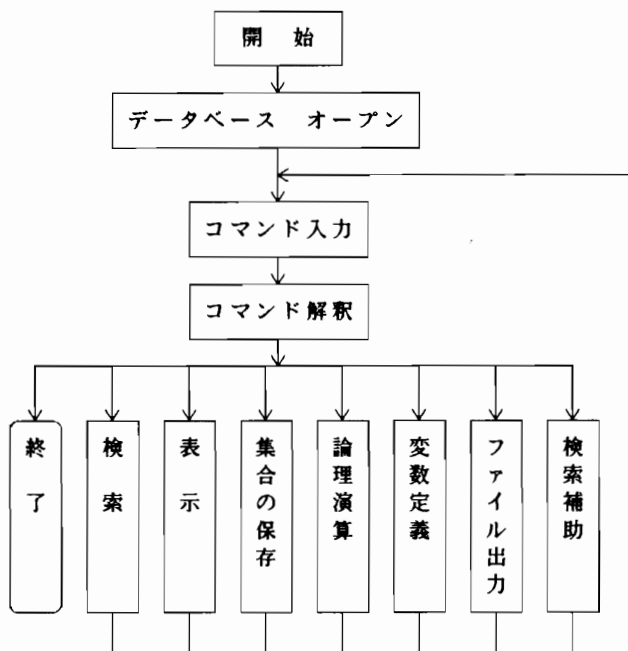 開 始
データベース オープン
コマンド入力
コマンド解釈
終了
検索
表示
集合の保存
論理演算
変数定義
ファイル出力
検索補助